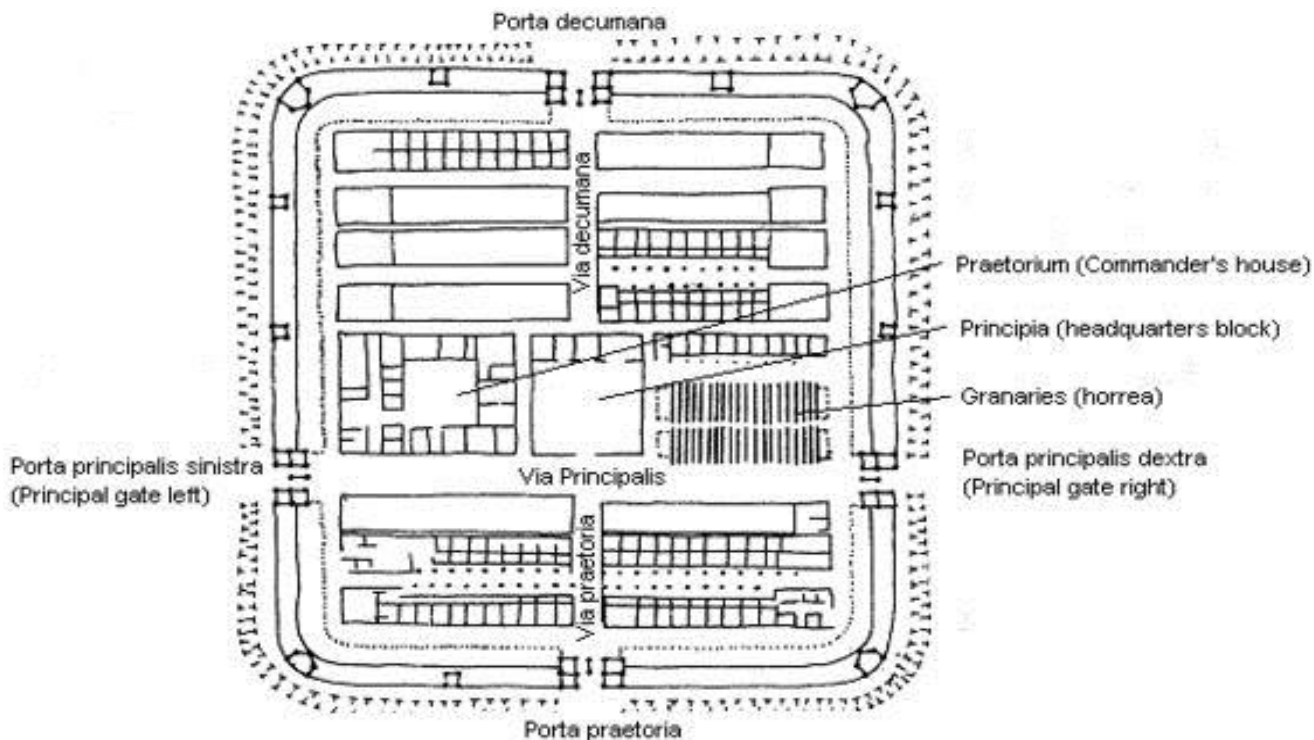 Porta decumana
Via decumana
Praetorium (Commander's house)
Principia (headquarters block)
Granaries (horrea)
Porta principalis sinistra
(Principal gate left)
Via Principalis
Porta principalis dextra
(Principal gate right)
Via praetoria
Porta praetoria